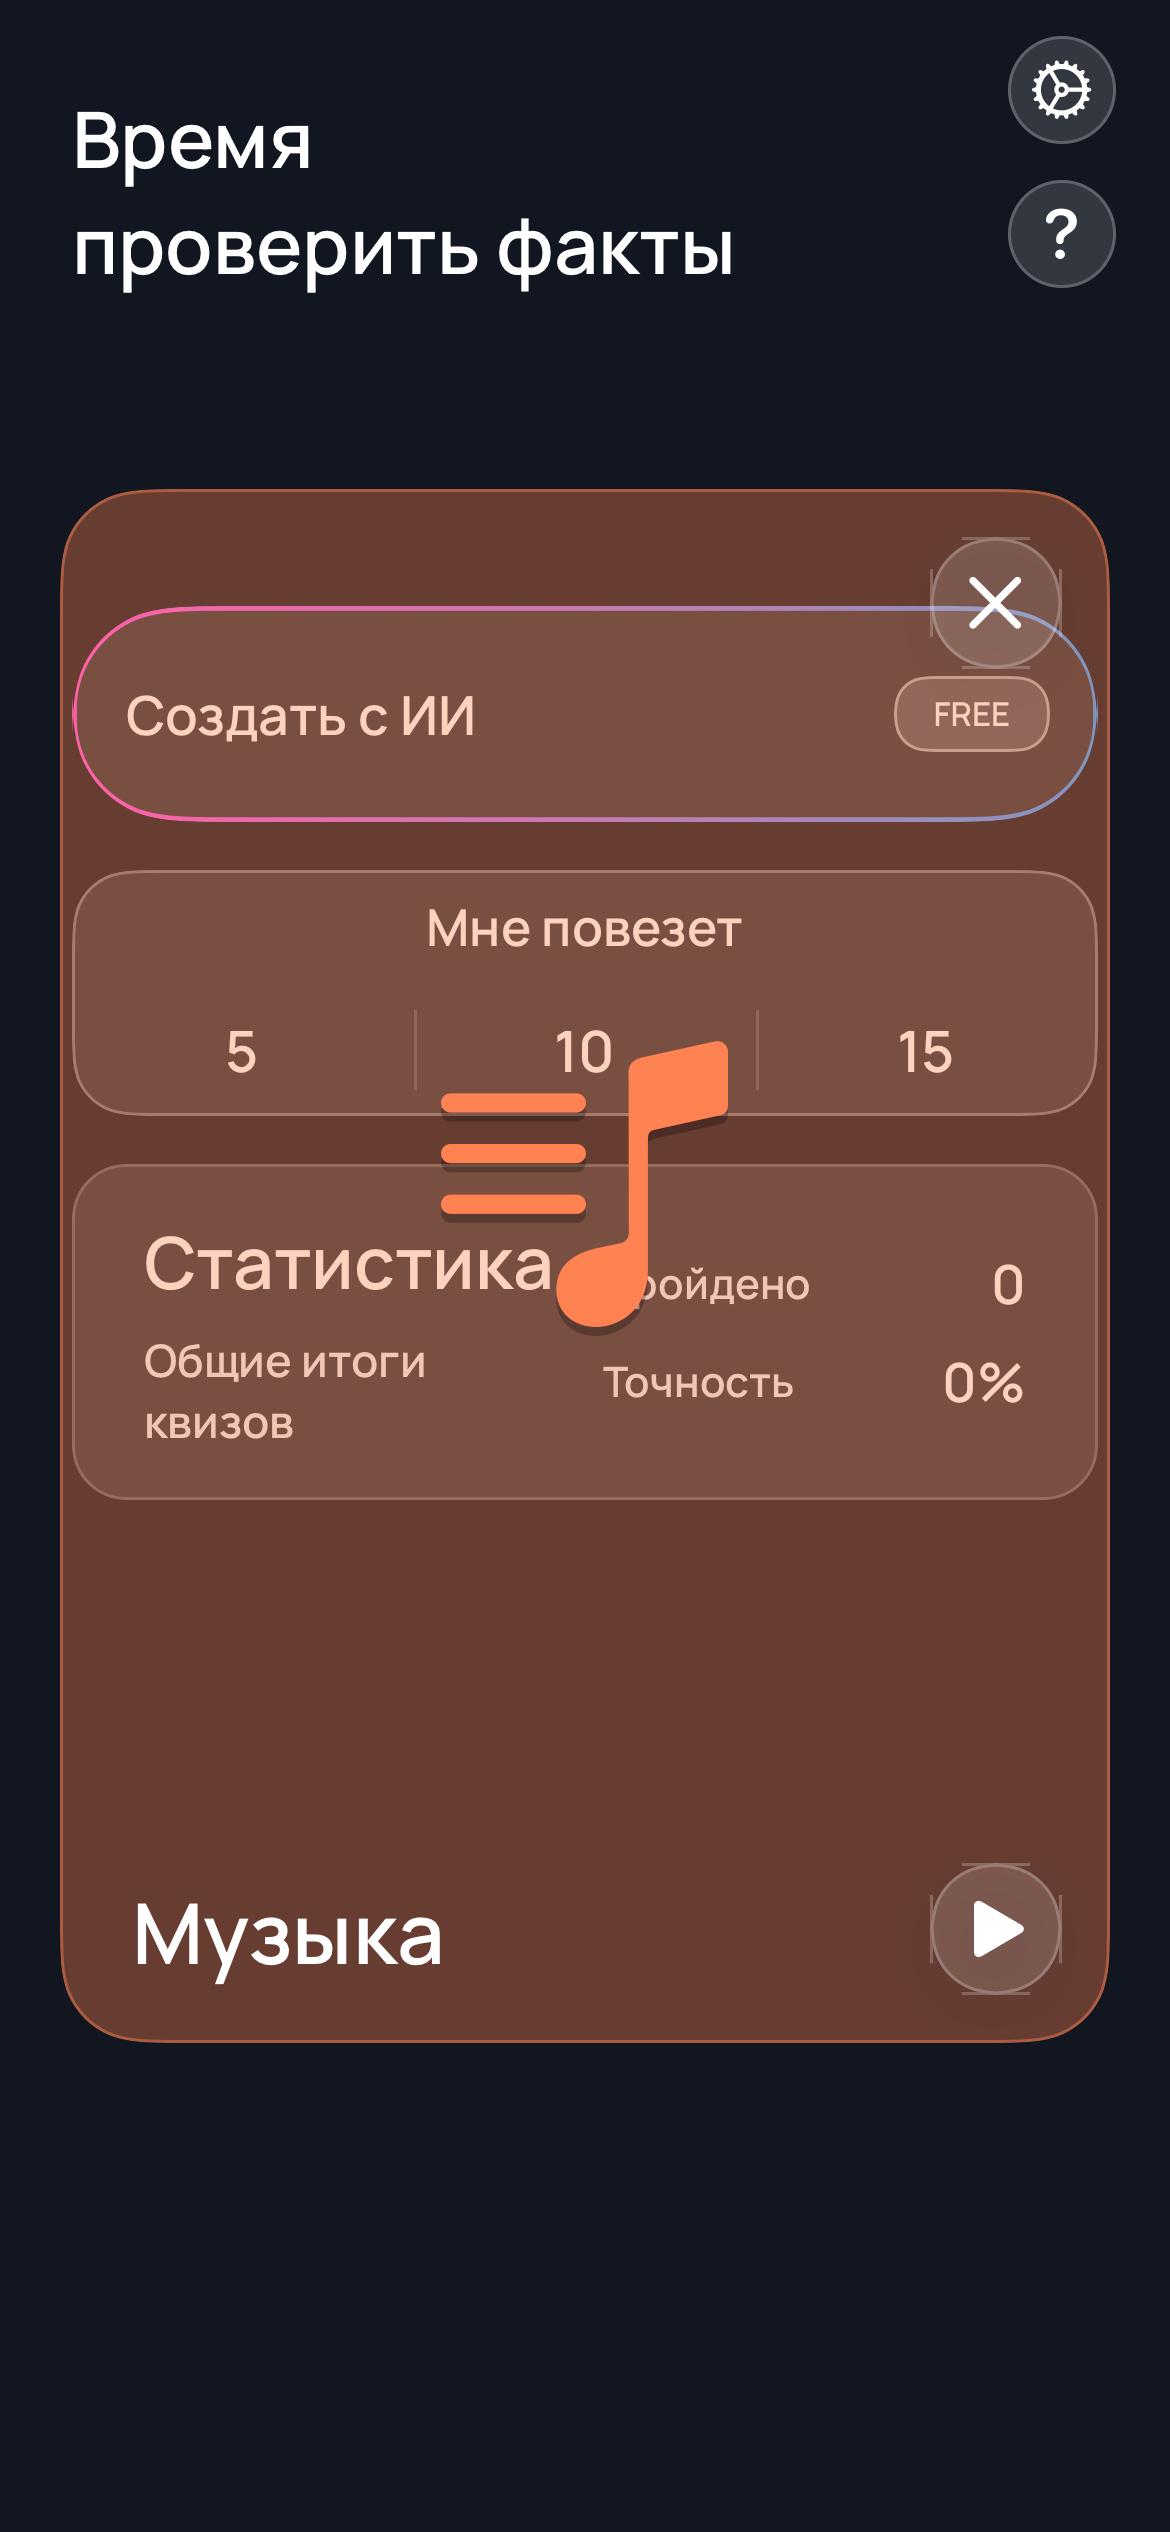 Время
проверить факты
?
Создать с ИИ
FREE
Мне повезет
5
10
15
Статистика
0
Общие итоги
квизов
Точность
0%
Музыка